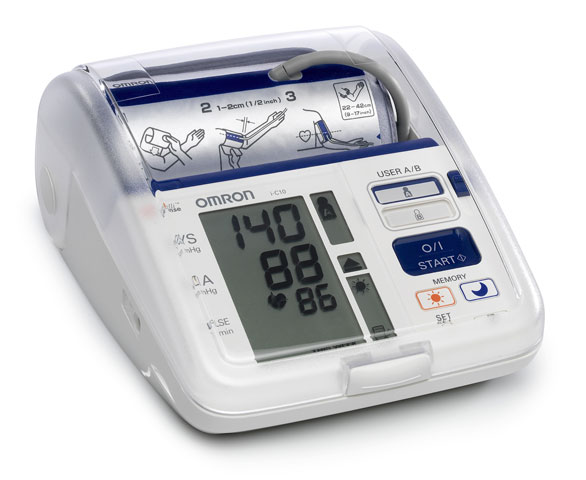 OMRON
2 1-2cm (1/2 inch) 3
22-42cm
(9-17inch)
USER A/B
OMRON i-C10
140
88
86
O/I
START
MEMORY
SET